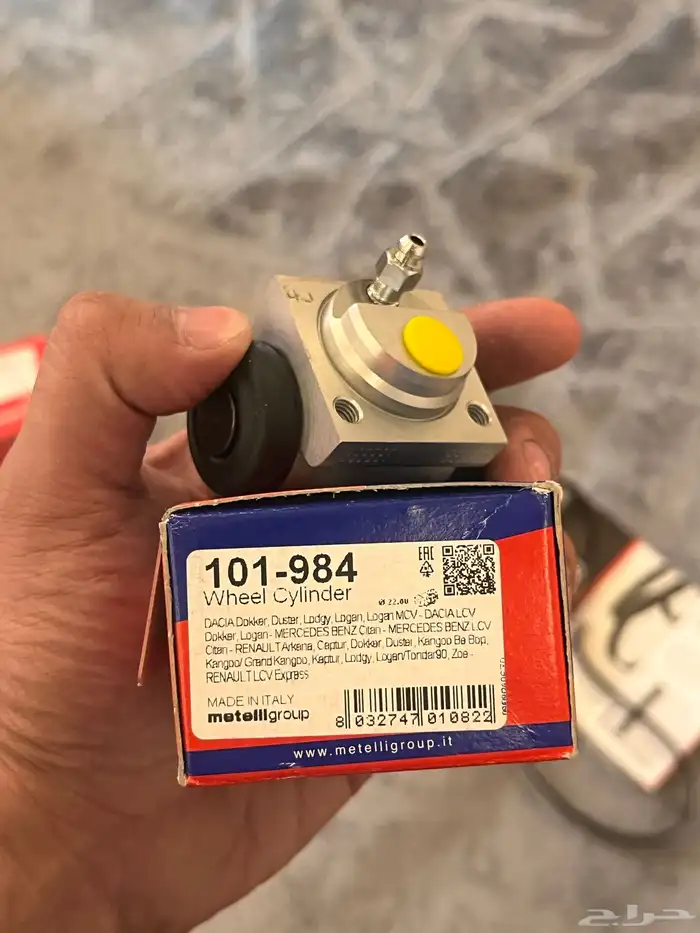 101-984
EAC
Wheel Cylinder
Ø 22.00
DACIA Dokker, Duster, Lodgy, Logan, Logan MCV - DACIA LCV
Dokker, Logan - MERCEDES BENZ Citan - MERCEDES BENZ LCV
Citan - RENAULT Arkana, Captur, Dokker, Duster, Kangoo Be Bop,
Kangoo/ Grand Kangoo, Kaptur, Lodgy, Logan/Tondar90, Zoe -
RENAULT LCV Express
MADE IN ITALY
metelligroup
8 032747 010822
www.metelligroup.it
حراج